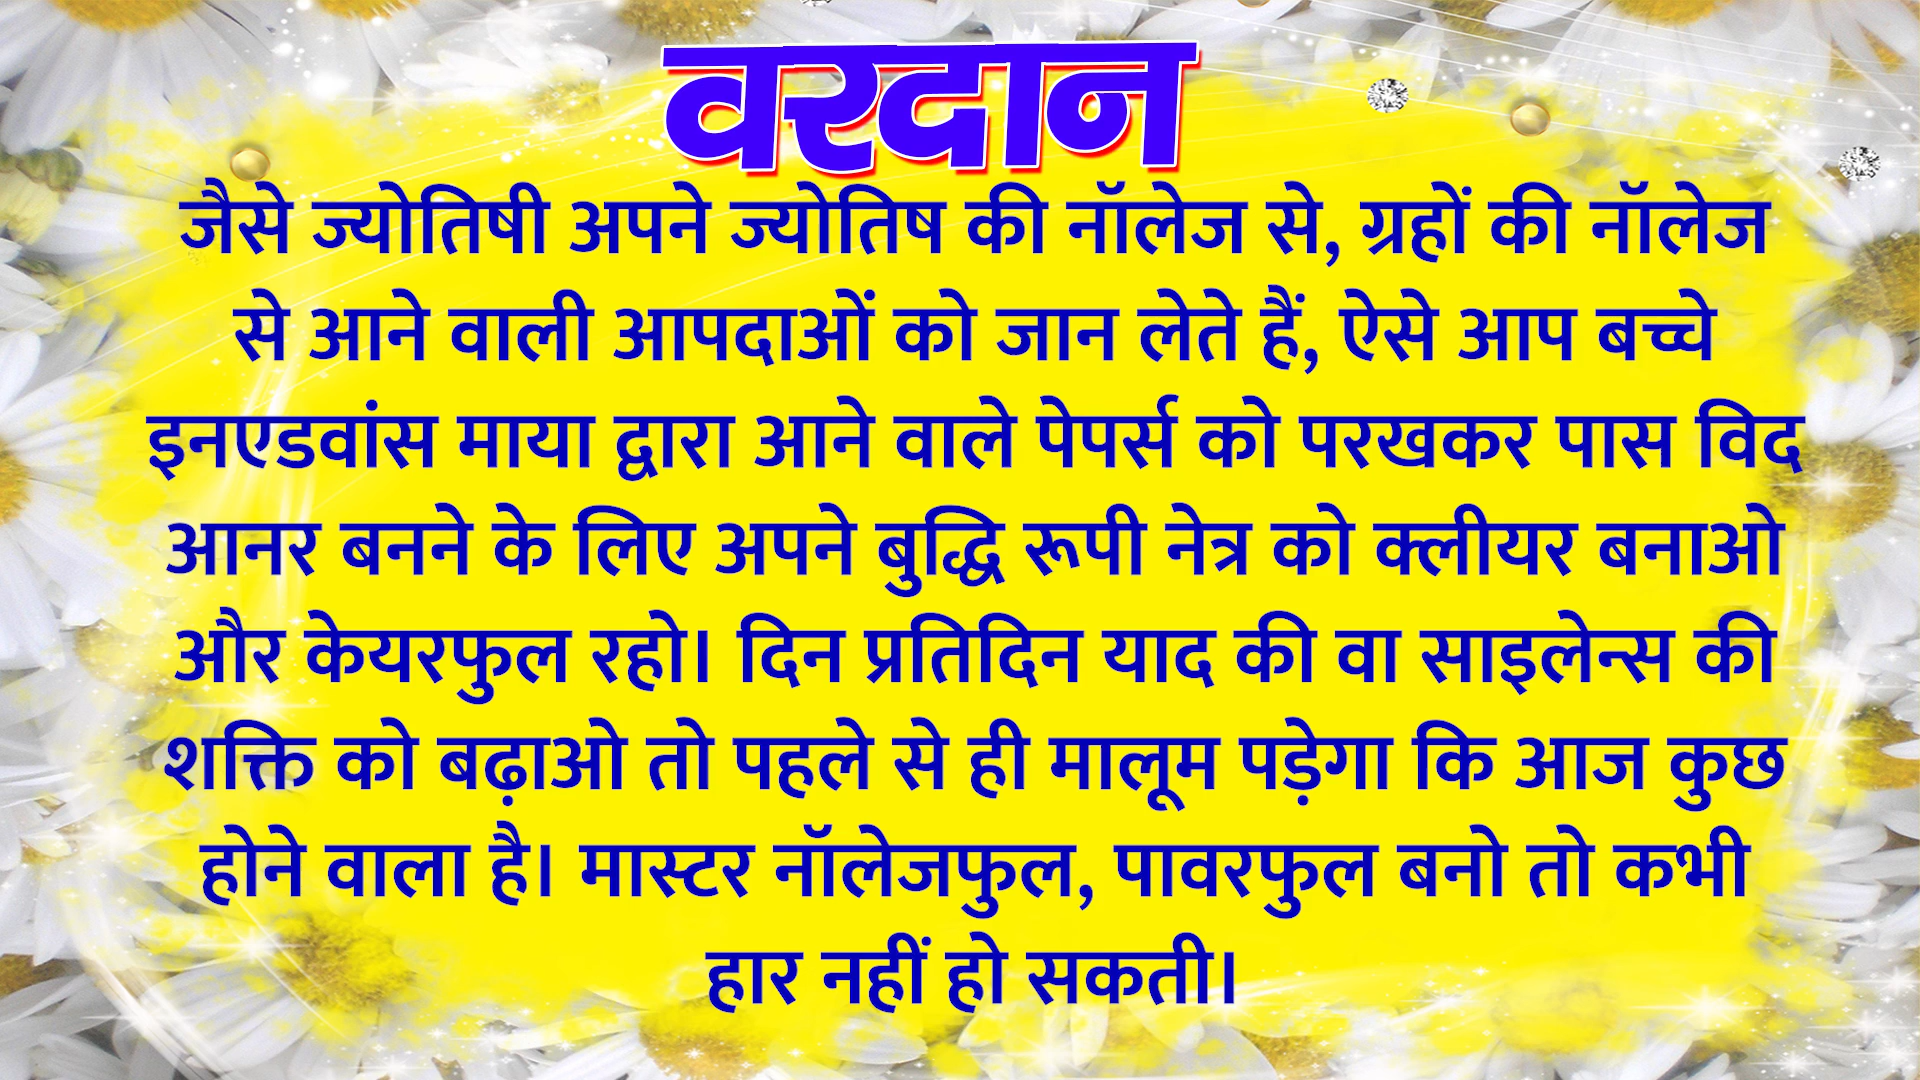 वरदान
जैसे ज्योतिषी अपने ज्योतिष की नॉलेज से, ग्रहों की नॉलेज
से आने वाली आपदाओं को जान लेते हैं, ऐसे आप बच्चे
इनएडवांस माया द्वारा आने वाले पेपर्स को परखकर पास विद
आनर बनने के लिए अपने बुद्धि रूपी नेत्र को क्लीयर बनाओ
और केयरफुल रहो। दिन प्रतिदिन याद की वा साइलेन्स की
शक्ति को बढ़ाओ तो पहले से ही मालूम पड़ेगा कि आज कुछ
होने वाला है। मास्टर नॉलेजफुल, पावरफुल बनो तो कभी
हार नहीं हो सकती।